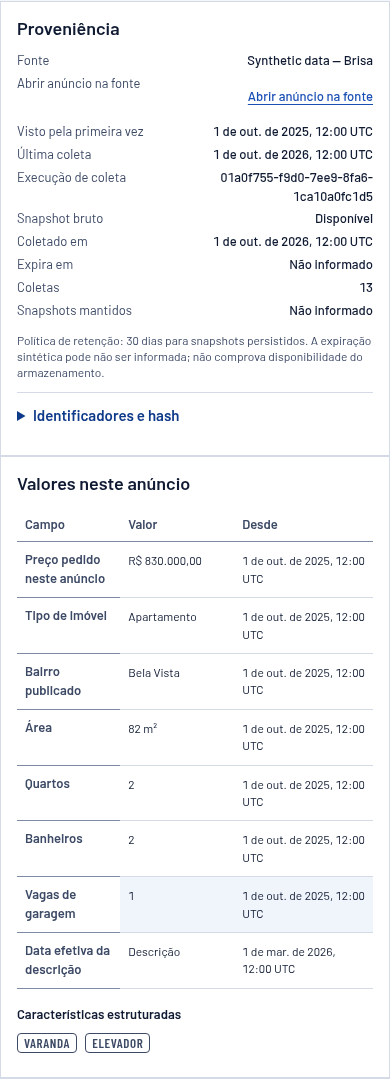 Proveniência
Fonte Synthetic data — Brisa
Abrir anúncio na fonte
Abrir anúncio na fonte
Visto pela primeira vez 1 de out. de 2025, 12:00 UTC
Última coleta 1 de out. de 2026, 12:00 UTC
Execução de coleta 01a0f755-f9d0-7ee9-8fa6-
1ca10a0fc1d5
Snapshot bruto Disponível
Coletado em 1 de out. de 2026, 12:00 UTC
Expira em Não informado
Coletas 13
Snapshots mantidos Não informado
Política de retenção: 30 dias para snapshots persistidos. A expiração
sintética pode não ser informada; não comprova disponibilidade do
armazenamento.
Identificadores e hash
Valores neste anúncio
Campo Valor Desde
Preço pedido R$ 830.000,00 1 de out. de 2025, 12:00
neste anúncio UTC
Tipo de imóvel Apartamento 1 de out. de 2025, 12:00
UTC
Bairro Bela Vista 1 de out. de 2025, 12:00
publicado UTC
Área 82 m² 1 de out. de 2025, 12:00
UTC
Quartos 2 1 de out. de 2025, 12:00
UTC
Banheiros 2 1 de out. de 2025, 12:00
UTC
Vagas de 1 1 de out. de 2025, 12:00
garagem UTC
Data efetiva da Descrição 1 de mar. de 2026,
descrição 12:00 UTC
Características estruturadas
VARANDA ELEVADOR